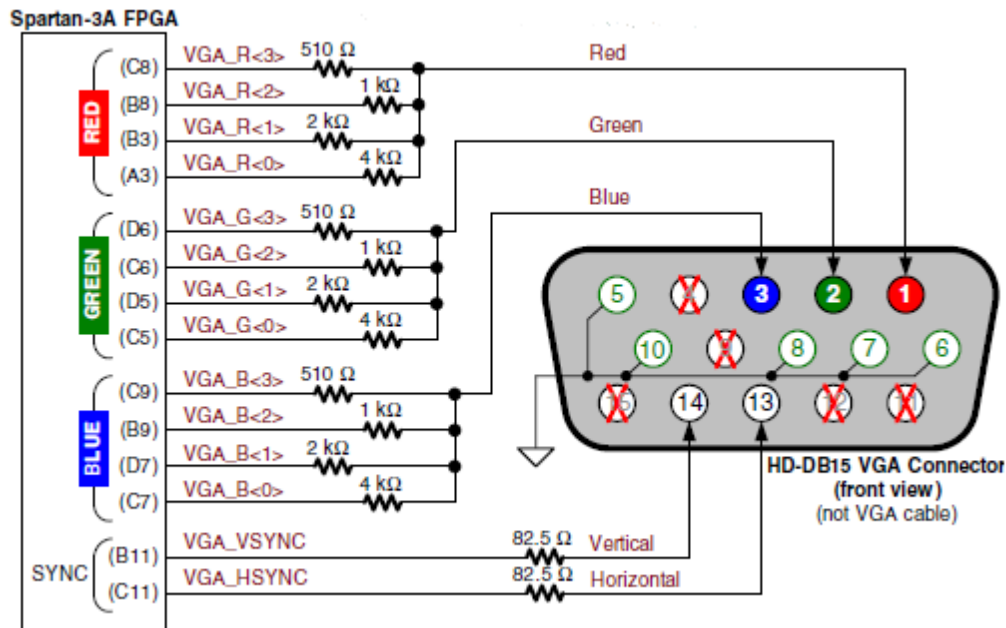 Spartan-3A FPGA
RED
(C8) VGA_R<3> 510 Ω Red
(B8) VGA_R<2> 1 kΩ
(B3) VGA_R<1> 2 kΩ
(A3) VGA_R<0> 4 kΩ
Green
GREEN
(D6) VGA_G<3> 510 Ω
(C6) VGA_G<2> 1 kΩ
(D5) VGA_G<1> 2 kΩ
(C5) VGA_G<0> 4 kΩ
Blue
BLUE
(C9) VGA_B<3> 510 Ω
(B9) VGA_B<2> 1 kΩ
(D7) VGA_B<1> 2 kΩ
(C7) VGA_B<0> 4 kΩ
SYNC
(B11) VGA_VSYNC 82.5 Ω Vertical
(C11) VGA_HSYNC 82.5 Ω Horizontal
5 3 2 1
10 8 7 6
14 13
HD-DB15 VGA Connector
(front view)
(not VGA cable)